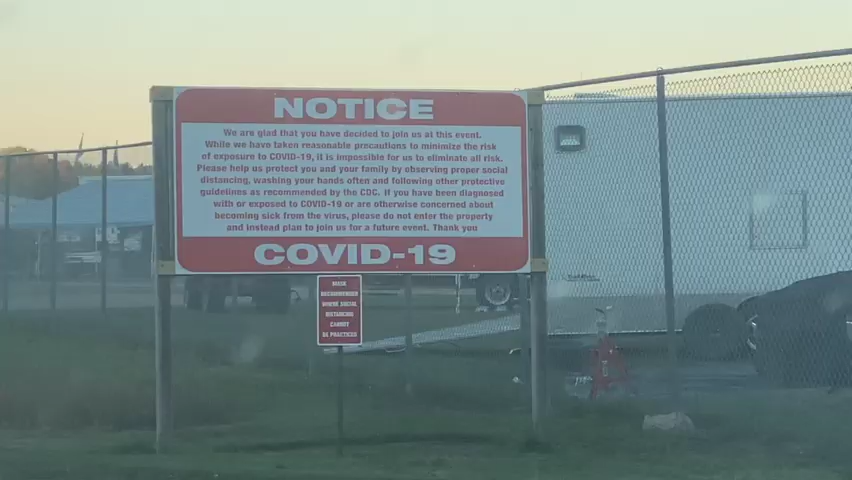 NOTICE
We are glad that you have decided to join us at this event.
While we have taken reasonable precautions to minimize the risk
of exposure to COVID-19, it is impossible for us to eliminate all risk.
Please help us protect you and your family by observing proper social
distancing, washing your hands often and following other protective
guidelines as recommended by the CDC. If you have been diagnosed
with or exposed to COVID-19 or are otherwise concerned about
becoming sick from the virus, please do not enter the property
and instead plan to join us for a future event. Thank you
COVID-19
MASK
RECOMMENDED
WHERE SOCIAL
DISTANCING
CANNOT
BE PRACTICED